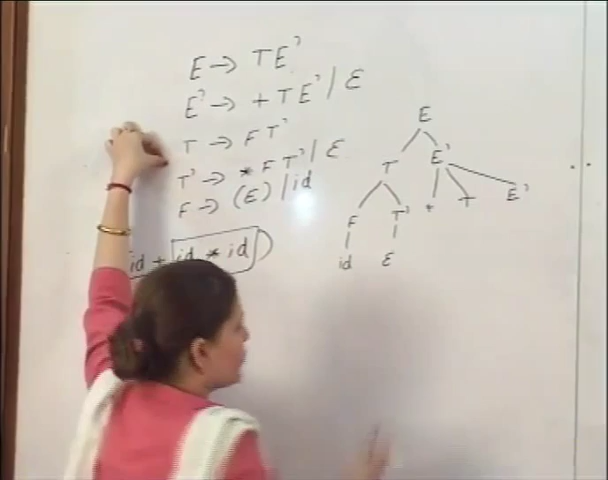 E → TE'
E' → + TE' / ε
T → FT'
T' → * FT' / ε
F → (E) / id
id + id * id )
E
T E'
F T' + T E'
id ε